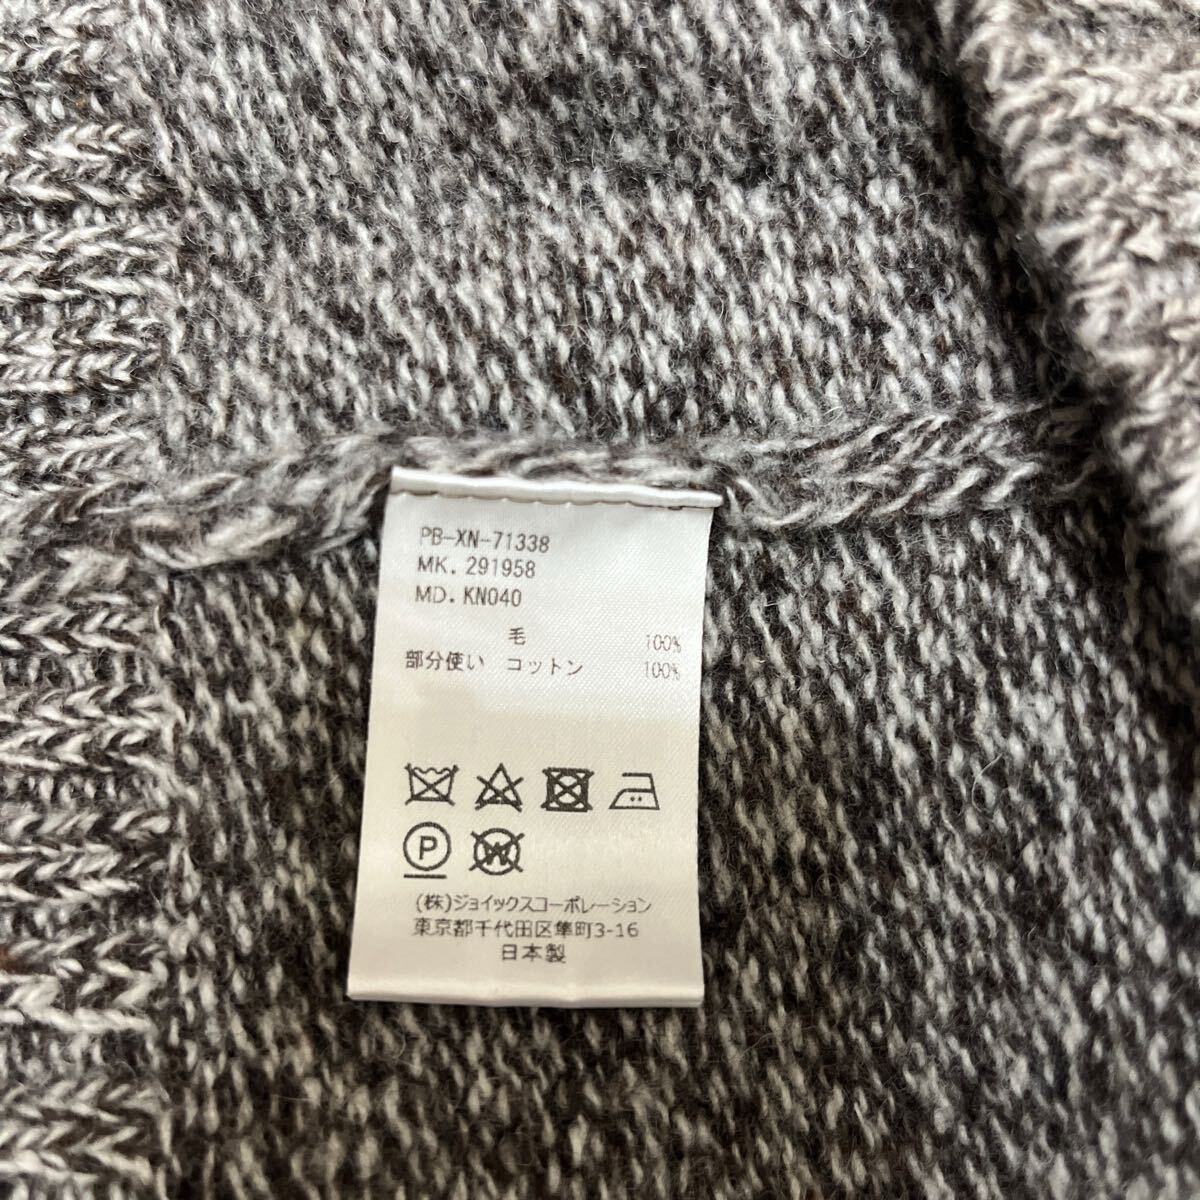 PB-XN-71338
MK. 291958
MD. KN040
毛 100%
部分使い コットン 100%
P W
(株)ジョイックスコーポレーション
東京都千代田区隼町3-16
日本製